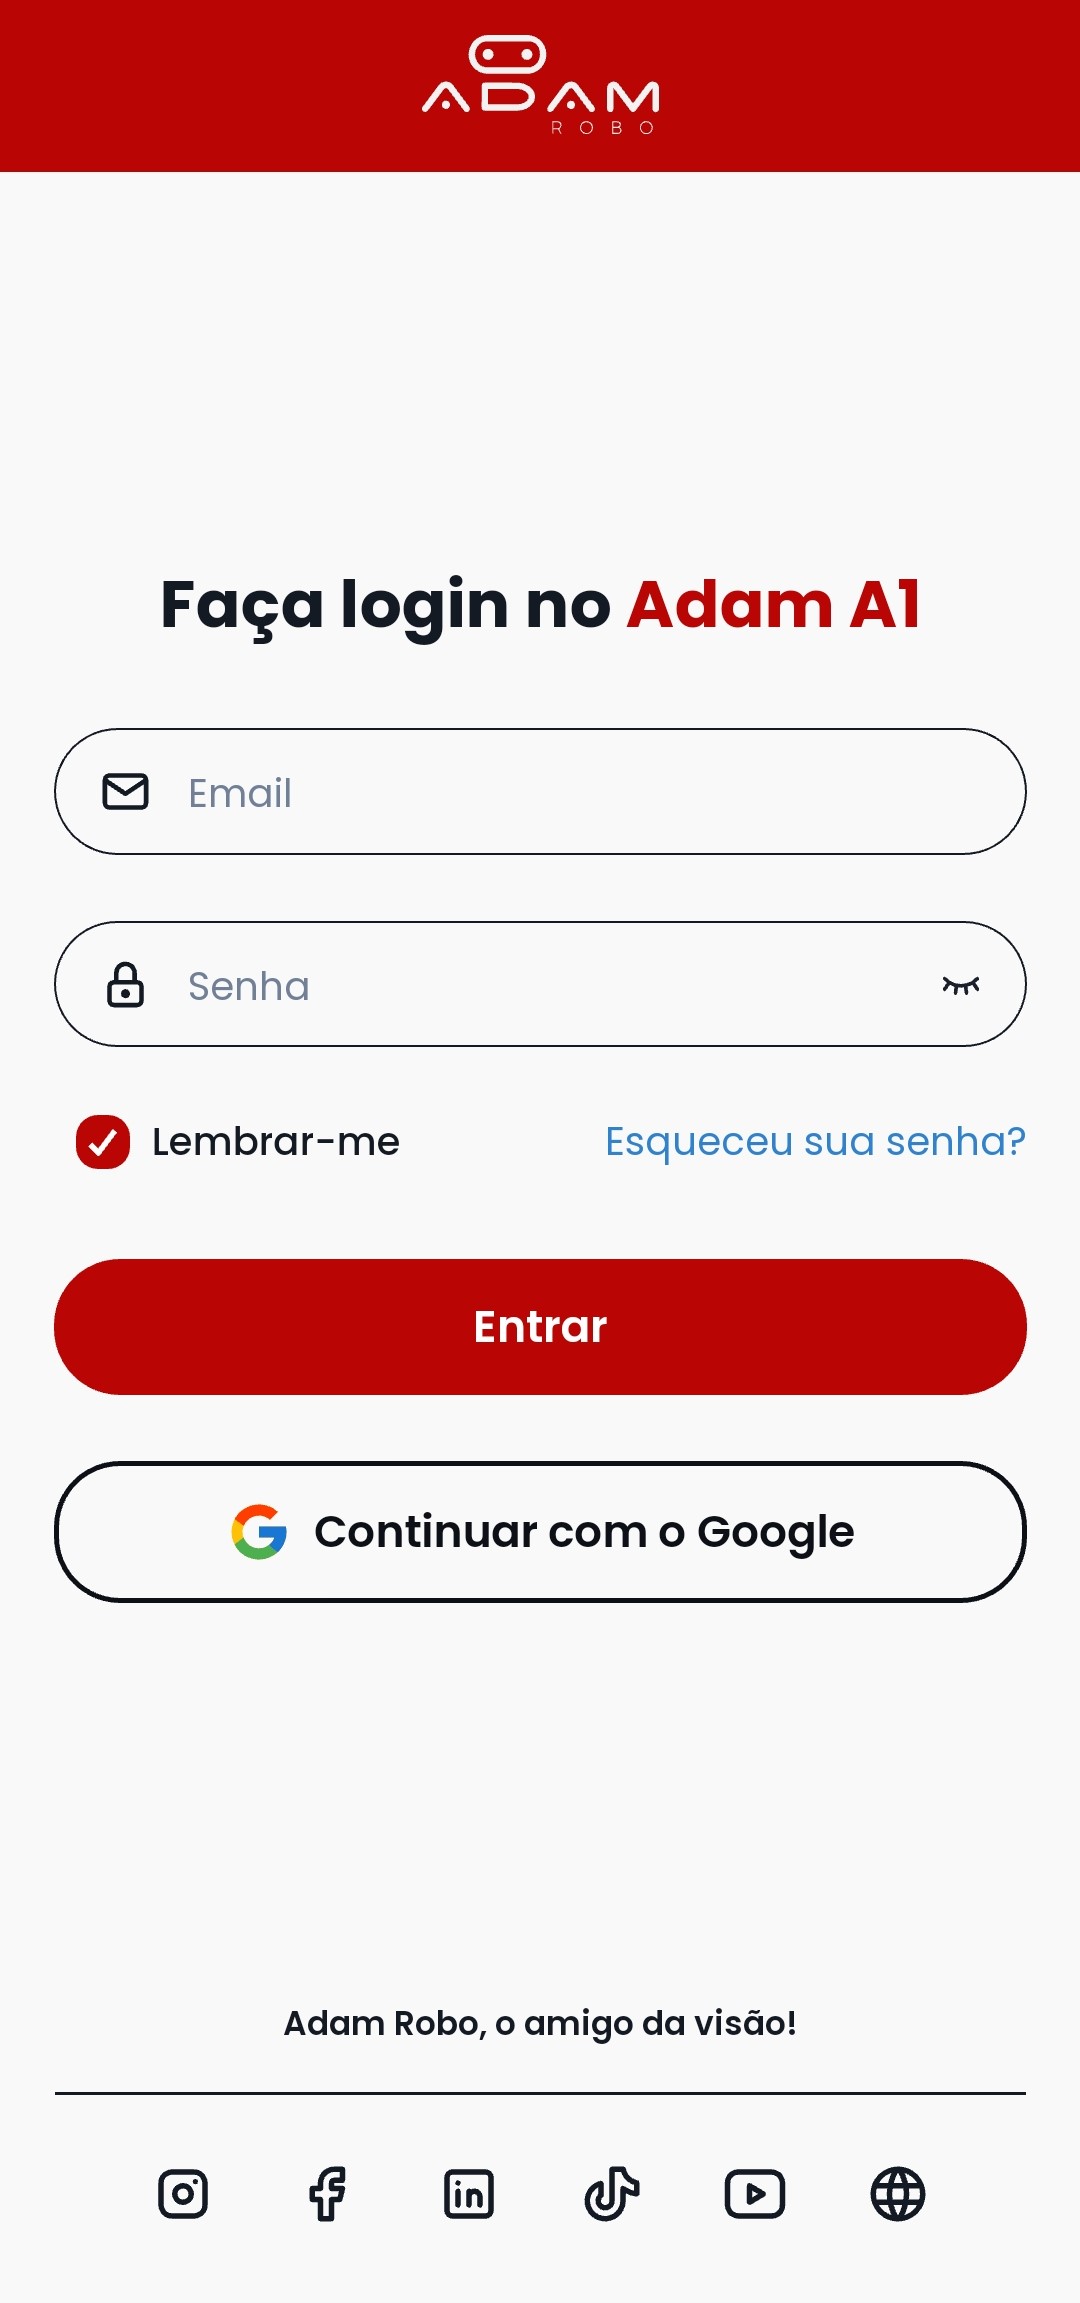 ADAM
ROBO
Faça login no Adam A1
Email
Senha
Lembrar-me
Esqueceu sua senha?
Entrar
Continuar com o Google
Adam Robo, o amigo da visão!